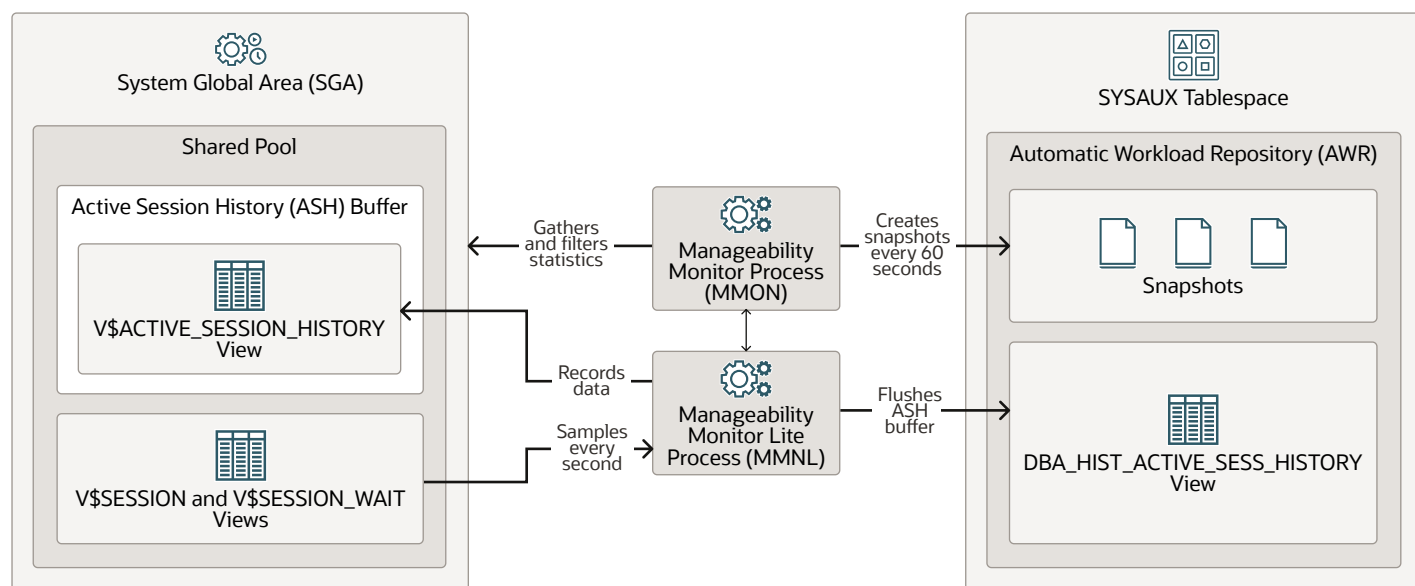 System Global Area (SGA)
Shared Pool
Active Session History (ASH) Buffer
V$ACTIVE_SESSION_HISTORY
View
V$SESSION and V$SESSION_WAIT
Views
Gathers
and filters
statistics
Records
data
Samples
every
second
Manageability
Monitor Process
(MMON)
Manageability
Monitor Lite
Process (MMNL)
Creates
snapshots
every 60
seconds
Flushes
ASH
buffer
SYSAUX Tablespace
Automatic Workload Repository (AWR)
Snapshots
DBA_HIST_ACTIVE_SESS_HISTORY
View